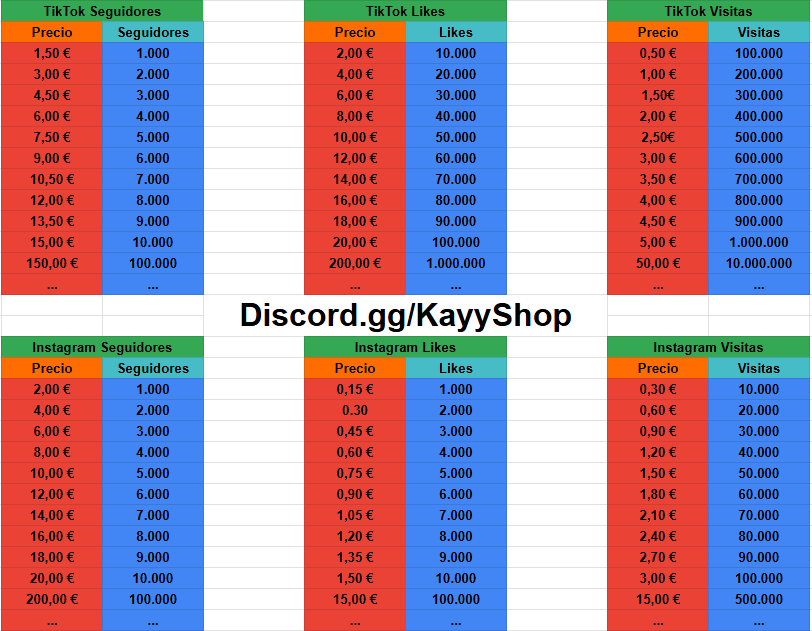 TikTok Seguidores TikTok Likes TikTok Visitas
Precio Seguidores Precio Likes Precio Visitas
1,50 € 1.000 2,00 € 10.000 0,50 € 100.000
3,00 € 2.000 4,00 € 20.000 1,00 € 200.000
4,50 € 3.000 6,00 € 30.000 1,50€ 300.000
6,00 € 4.000 8,00 € 40.000 2,00 € 400.000
7,50 € 5.000 10,00 € 50.000 2,50€ 500.000
9,00 € 6.000 12,00 € 60.000 3,00 € 600.000
10,50 € 7.000 14,00 € 70.000 3,50 € 700.000
12,00 € 8.000 16,00 € 80.000 4,00 € 800.000
13,50 € 9.000 18,00 € 90.000 4,50 € 900.000
15,00 € 10.000 20,00 € 100.000 5,00 € 1.000.000
150,00 € 100.000 200,00 € 1.000.000 50,00 € 10.000.000
... ... ... ... ... ...
Discord.gg/KayyShop
Instagram Seguidores Instagram Likes Instagram Visitas
Precio Seguidores Precio Likes Precio Visitas
2,00 € 1.000 0,15 € 1.000 0,30 € 10.000
4,00 € 2.000 0.30 2.000 0,60 € 20.000
6,00 € 3.000 0,45 € 3.000 0,90 € 30.000
8,00 € 4.000 0,60 € 4.000 1,20 € 40.000
10,00 € 5.000 0,75 € 5.000 1,50 € 50.000
12,00 € 6.000 0,90 € 6.000 1,80 € 60.000
14,00 € 7.000 1,05 € 7.000 2,10 € 70.000
16,00 € 8.000 1,20 € 8.000 2,40 € 80.000
18,00 € 9.000 1,35 € 9.000 2,70 € 90.000
20,00 € 10.000 1,50 € 10.000 3,00 € 100.000
200,00 € 100.000 15,00 € 100.000 15,00 € 500.000
... ... ... ... ... ...